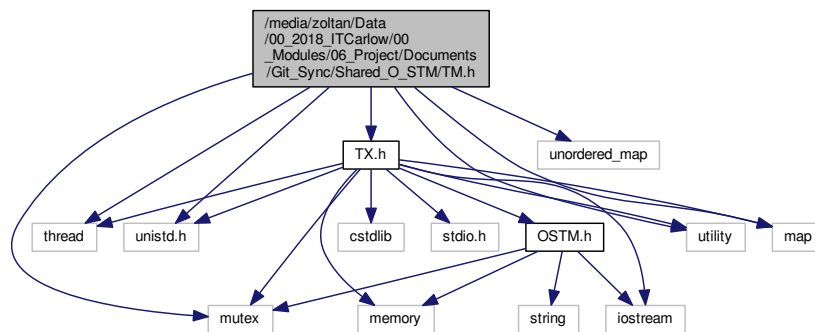 /media/zoltan/Data
/00_2018_ITCarlow/00
_Modules/06_Project/Documents
/Git_Sync/Shared_O_STM/TM.h
TX.h
unordered_map
thread
unistd.h
cstdlib
stdio.h
OSTM.h
utility
map
mutex
memory
string
iostream